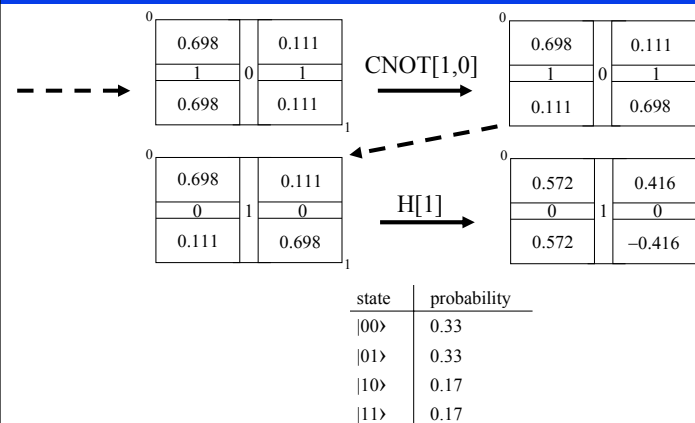 0
0.698 0.111
1 0 1
0.698 0.111
1
CNOT[1,0]
0
0.698 0.111
1 0 1
0.111 0.698
0
0.698 0.111
0 1 0
0.111 0.698
1
H[1]
0
0.572 0.416
0 1 0
0.572 −0.416
state probability
|00⟩ 0.33
|01⟩ 0.33
|10⟩ 0.17
|11⟩ 0.17